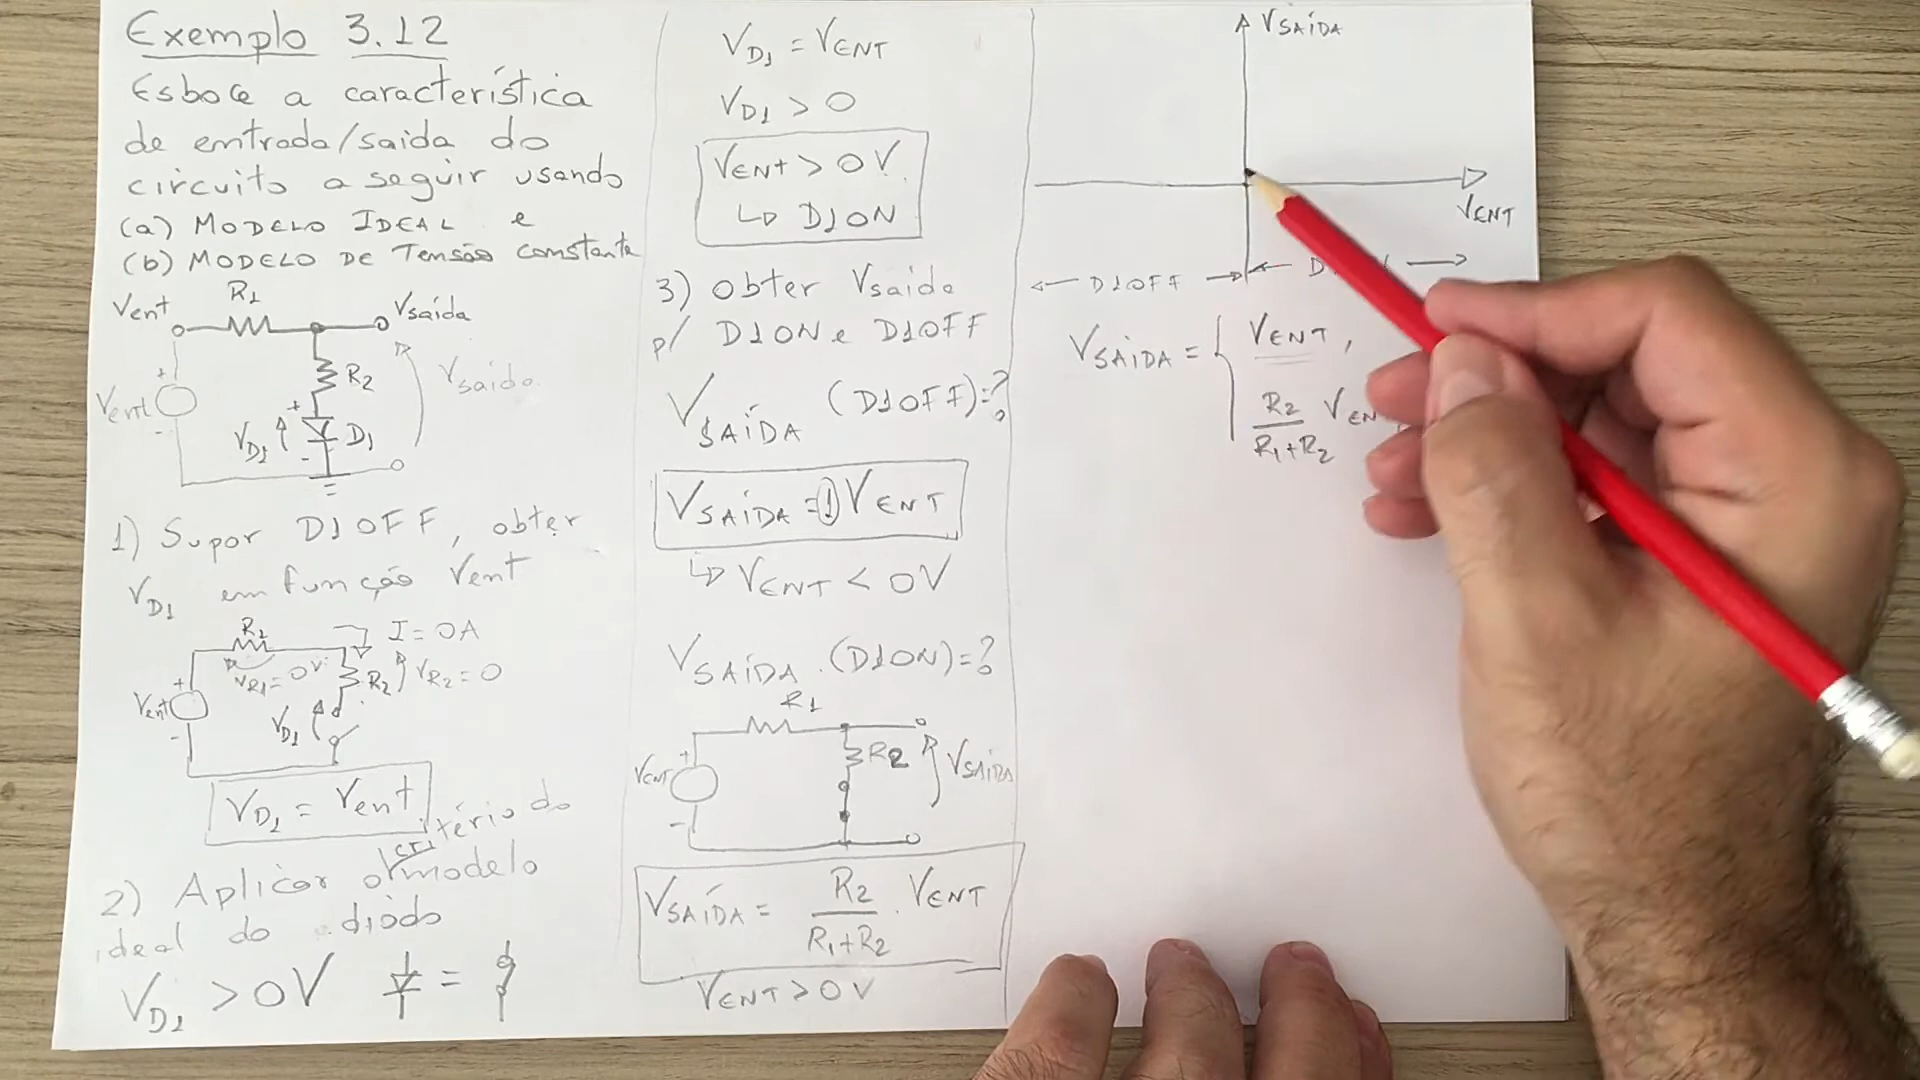 Exemplo 3.12
Esboce a característica
de entrada/saída do
circuito a seguir usando
(a) MODELO IDEAL e
(b) MODELO DE Tensão constante
Vent R1 Vsaída
Vent R2 Vsaída
VD1 D1
+
-
1) Supor D1 OFF, obter
VD1 em função Vent
R1 I = 0A
VR1 = 0V R2 VR2 = 0
Vent + - VD1
VD1 = Vent
critério do
2) Aplicar o modelo
ideal do diodo
VD1 > 0V =
VD1 = VENT
VD1 > 0
VENT > 0V
↳ D1 ON
3) obter Vsaída
p/ D1 ON e D1 OFF
VSAÍDA (D1 OFF) = ?
VSAÍDA = 1 VENT
↳ VENT < 0V
VSAÍDA (D1 ON) = ?
R1
VENT + - R2 VSAÍDA
VSAÍDA = R2 / R1+R2 . VENT
VENT > 0V
VSAÍDA
VENT
← D1 OFF →
VSAÍDA = { VENT,
R2 / R1+R2